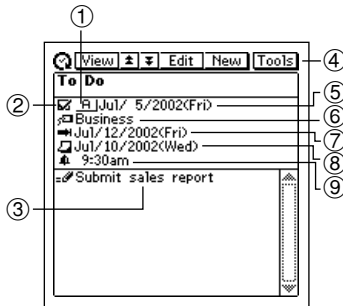 ①
View Edit New Tools ④
To Do
② A Jul/ 5/2002(Fri) ⑤
Business ⑥
Jul/12/2002(Fri) ⑦
Jul/10/2002(Wed) ⑧
9:30am ⑨
③ Submit sales report